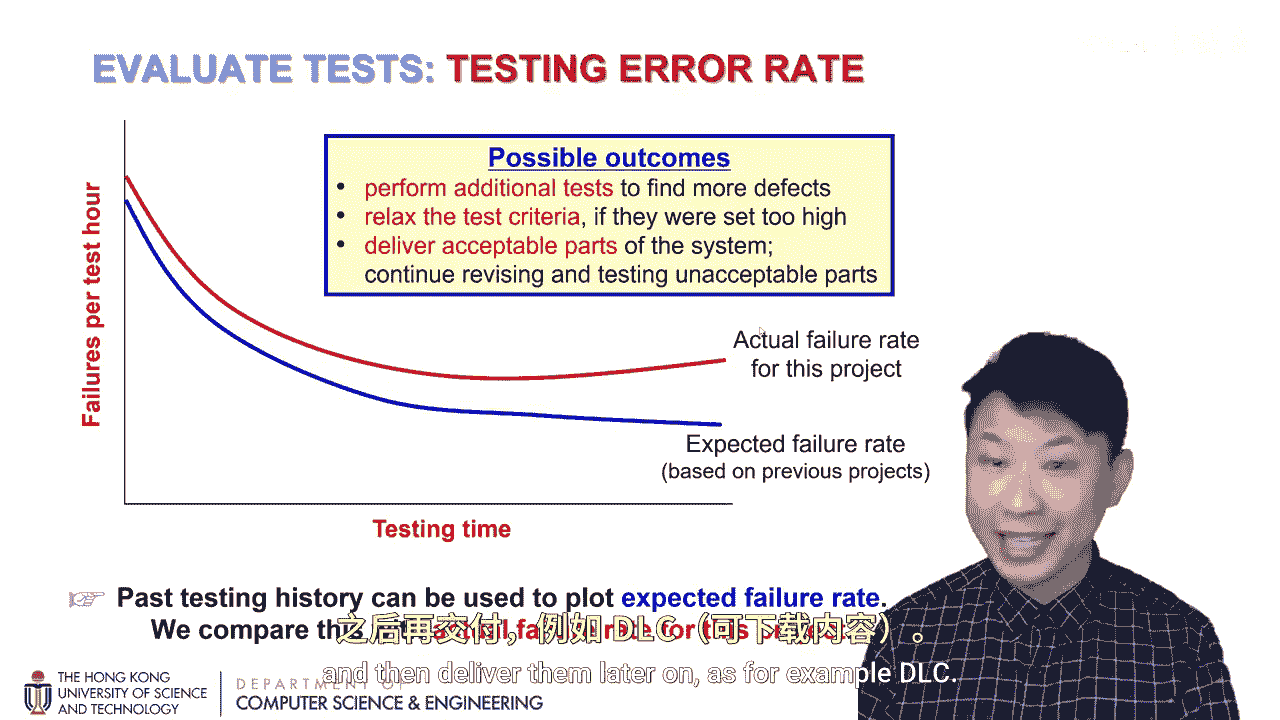 EVALUATE TESTS: TESTING ERROR RATE
Possible outcomes
• perform additional tests to find more defects
• relax the test criteria, if they were set too high
• deliver acceptable parts of the system;
continue revising and testing unacceptable parts
Failures per test hour
Actual failure rate
for this project
Expected failure rate
(based on previous projects)
Testing time
☞ Past testing history can be used to plot expected failure rate.
We compare
之后再交付，例如 DLC（可下载内容）。
and then deliver them later on, as for example DLC.
THE HONG KONG
UNIVERSITY OF SCIENCE
AND TECHNOLOGY
DEPARTMENT OF
COMPUTER SCIENCE & ENGINEERING